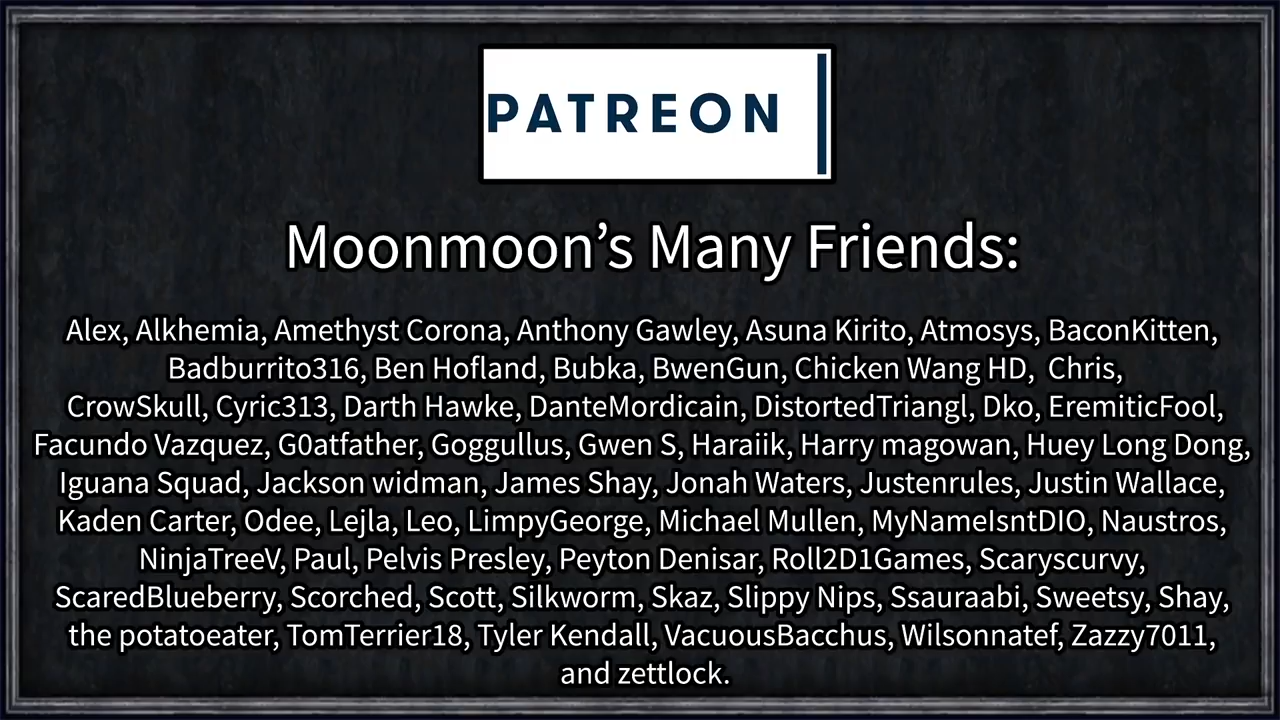 PATREON
Moonmoon’s Many Friends:
Alex, Alkhemia, Amethyst Corona, Anthony Gawley, Asuna Kirito, Atmosys, BaconKitten,
Badburrito316, Ben Hofland, Bubka, BwenGun, Chicken Wang HD,  Chris,
CrowSkull, Cyric313, Darth Hawke, DanteMordicain, DistortedTriangl, Dko, EremiticFool,
Facundo Vazquez, G0atfather, Goggullus, Gwen S, Haraiik, Harry magowan, Huey Long Dong,
Iguana Squad, Jackson widman, James Shay, Jonah Waters, Justenrules, Justin Wallace,
Kaden Carter, Odee, Lejla, Leo, LimpyGeorge, Michael Mullen, MyNameIsntDIO, Naustros,
NinjaTreeV, Paul, Pelvis Presley, Peyton Denisar, Roll2D1Games, Scaryscurvy,
ScaredBlueberry, Scorched, Scott, Silkworm, Skaz, Slippy Nips, Ssauraabi, Sweetsy, Shay,
the potatoeater, TomTerrier18, Tyler Kendall, VacuousBacchus, Wilsonnatef, Zazzy7011,
and zettlock.